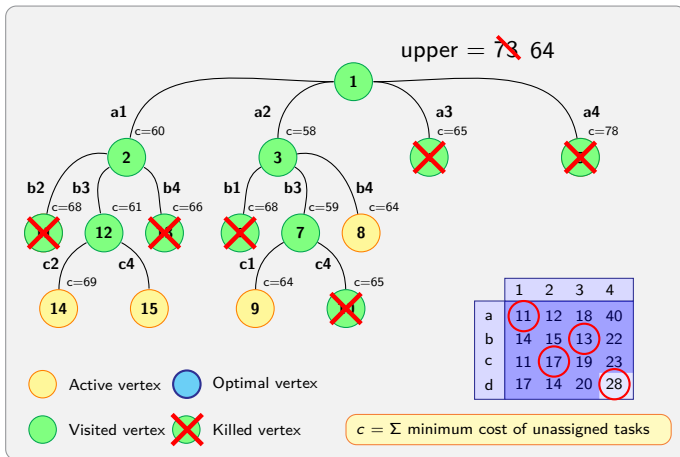 upper = 73 64
1
a1 a2 a3 a4
c=60 c=58 c=65 c=78
2 3
b2 b3 b4 b1 b3 b4
c=68 c=61 c=66 c=68 c=59 c=64
12 7 8
c2 c4 c1 c4
c=69 c=64 c=65
14 15 9
1 2 3 4
a 11 12 18 40
b 14 15 13 22
c 11 17 19 23
d 17 14 20 28
Active vertex Optimal vertex
Visited vertex Killed vertex
c = Σ minimum cost of unassigned tasks